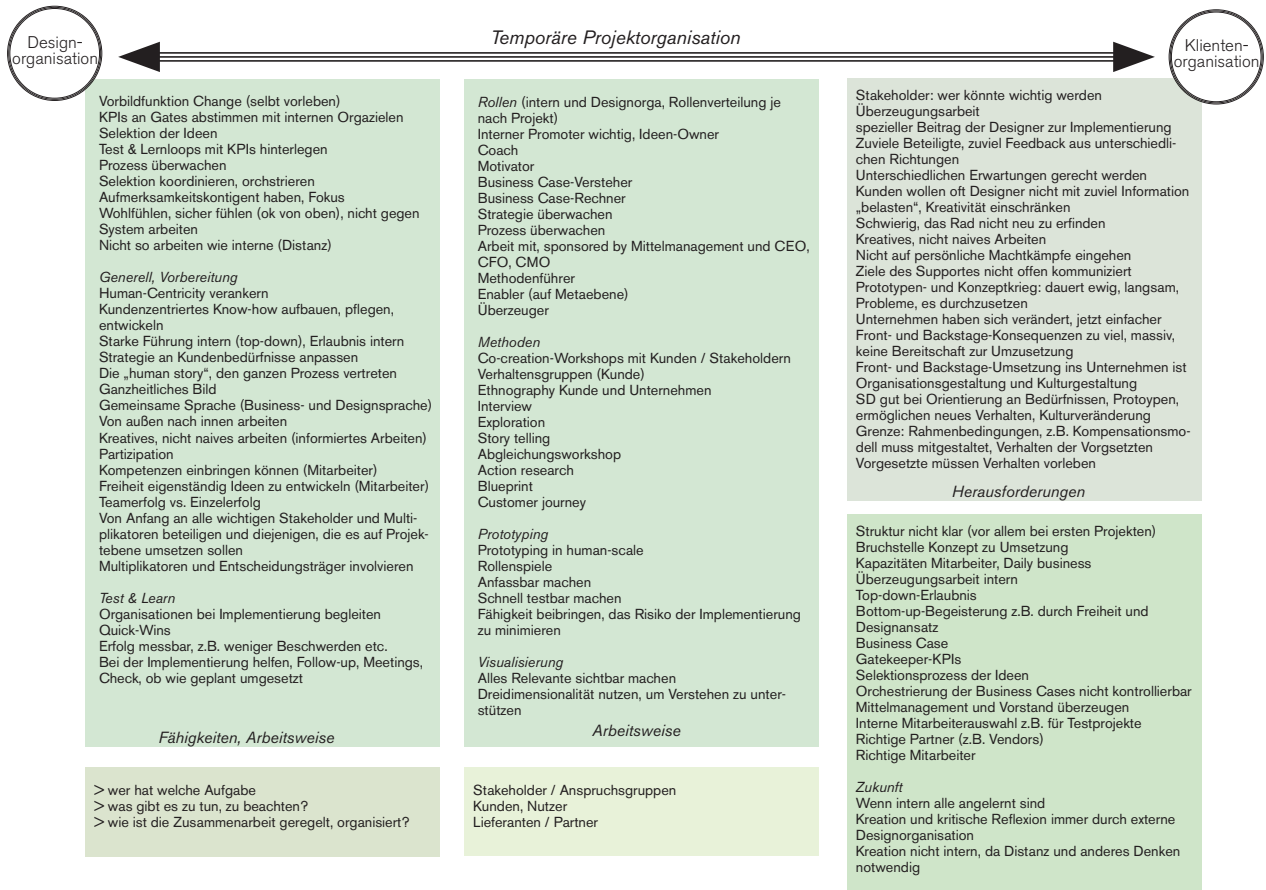 Design-
organisation
Temporäre Projektorganisation
Klienten-
organisation
Vorbildfunktion Change (selbt vorleben)
KPIs an Gates abstimmen mit internen Orgazielen
Selektion der Ideen
Test & Lernloops mit KPIs hinterlegen
Prozess überwachen
Selektion koordinieren, orchstrieren
Aufmerksamkeitskontigent haben, Fokus
Wohlfühlen, sicher fühlen (ok von oben), nicht gegen
System arbeiten
Nicht so arbeiten wie interne (Distanz)
Generell, Vorbereitung
Human-Centricity verankern
Kundenzentriertes Know-how aufbauen, pflegen,
entwickeln
Starke Führung intern (top-down), Erlaubnis intern
Strategie an Kundenbedürfnisse anpassen
Die „human story“, den ganzen Prozess vertreten
Ganzheitliches Bild
Gemeinsame Sprache (Business- und Designsprache)
Von außen nach innen arbeiten
Kreatives, nicht naives arbeiten (informiertes Arbeiten)
Partizipation
Kompetenzen einbringen können (Mitarbeiter)
Freiheit eigenständig Ideen zu entwickeln (Mitarbeiter)
Teamerfolg vs. Einzelerfolg
Von Anfang an alle wichtigen Stakeholder und Multi-
plikatoren beteiligen und diejenigen, die es auf Projek-
tebene umsetzen sollen
Multiplikatoren und Entscheidungsträger involvieren
Test & Learn
Organisationen bei Implementierung begleiten
Quick-Wins
Erfolg messbar, z.B. weniger Beschwerden etc.
Bei der Implementierung helfen, Follow-up, Meetings,
Check, ob wie geplant umgesetzt
Fähigkeiten, Arbeitsweise
> wer hat welche Aufgabe
> was gibt es zu tun, zu beachten?
> wie ist die Zusammenarbeit geregelt, organisiert?
Rollen (intern und Designorga, Rollenverteilung je
nach Projekt)
Interner Promoter wichtig, Ideen-Owner
Coach
Motivator
Business Case-Versteher
Business Case-Rechner
Strategie überwachen
Prozess überwachen
Arbeit mit, sponsored by Mittelmanagement und CEO,
CFO, CMO
Methodenführer
Enabler (auf Metaebene)
Überzeuger
Methoden
Co-creation-Workshops mit Kunden / Stakeholdern
Verhaltensgruppen (Kunde)
Ethnography Kunde und Unternehmen
Interview
Exploration
Story telling
Abgleichungsworkshop
Action research
Blueprint
Customer journey
Prototyping
Prototyping in human-scale
Rollenspiele
Anfassbar machen
Schnell testbar machen
Fähigkeit beibringen, das Risiko der Implementierung
zu minimieren
Visualisierung
Alles Relevante sichtbar machen
Dreidimensionalität nutzen, um Verstehen zu unter-
stützen
Arbeitsweise
Stakeholder / Anspruchsgruppen
Kunden, Nutzer
Lieferanten / Partner
Stakeholder: wer könnte wichtig werden
Überzeugungsarbeit
spezieller Beitrag der Designer zur Implementierung
Zuviele Beteiligte, zuviel Feedback aus unterschiedli-
chen Richtungen
Unterschiedlichen Erwartungen gerecht werden
Kunden wollen oft Designer nicht mit zuviel Information
„belasten“, Kreativität einschränken
Schwierig, das Rad nicht neu zu erfinden
Kreatives, nicht naives Arbeiten
Nicht auf persönliche Machtkämpfe eingehen
Ziele des Supportes nicht offen kommuniziert
Prototypen- und Konzeptkrieg: dauert ewig, langsam,
Probleme, es durchzusetzen
Unternehmen haben sich verändert, jetzt einfacher
Front- und Backstage-Konsequenzen zu viel, massiv,
keine Bereitschaft zur Umzusetzung
Front- und Backstage-Umsetzung ins Unternehmen ist
Organisationsgestaltung und Kulturgestaltung
SD gut bei Orientierung an Bedürfnissen, Protoypen,
ermöglichen neues Verhalten, Kulturveränderung
Grenze: Rahmenbedingungen, z.B. Kompensationsmo-
dell muss mitgestaltet, Verhalten der Vorgsetzten
Vorgesetzte müssen Verhalten vorleben
Herausforderungen
Struktur nicht klar (vor allem bei ersten Projekten)
Bruchstelle Konzept zu Umsetzung
Kapazitäten Mitarbeiter, Daily business
Überzeugungsarbeit intern
Top-down-Erlaubnis
Bottom-up-Begeisterung z.B. durch Freiheit und
Designansatz
Business Case
Gatekeeper-KPIs
Selektionsprozess der Ideen
Orchestrierung der Business Cases nicht kontrollierbar
Mittelmanagement und Vorstand überzeugen
Interne Mitarbeiterauswahl z.B. für Testprojekte
Richtige Partner (z.B. Vendors)
Richtige Mitarbeiter
Zukunft
Wenn intern alle angelernt sind
Kreation und kritische Reflexion immer durch externe
Designorganisation
Kreation nicht intern, da Distanz und anderes Denken
notwendig